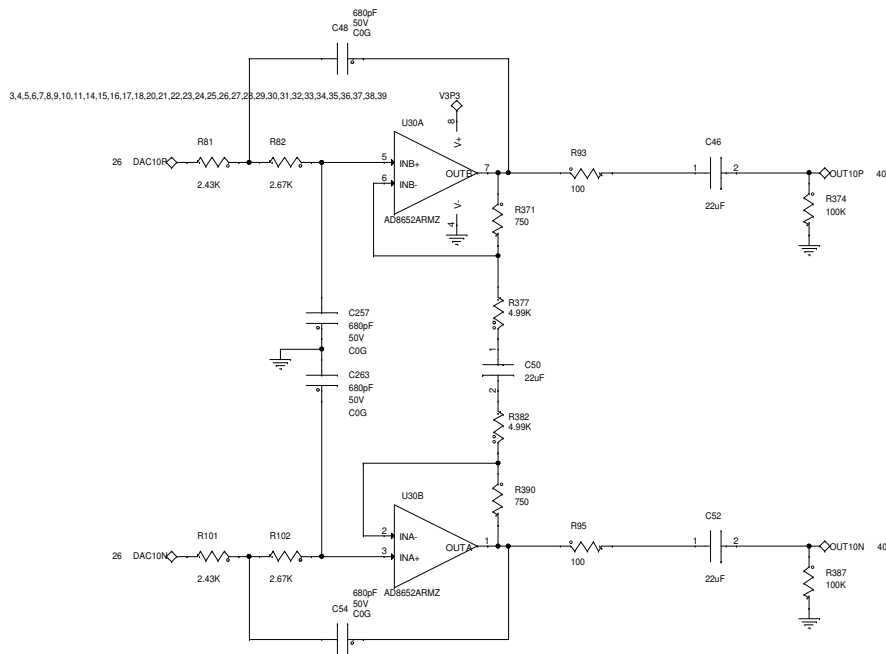 680pF
50V
C0G
C48
3,4,5,6,7,8,9,10,11,14,15,16,17,18,20,21,22,23,24,25,26,27,28,29,30,31,32,33,34,35,36,37,38,39
V3P3
U30A
8
V+
R81
R82
R93
C46
26 DAC10P
5 INB+
6 INB-
OUTB 7
1
2
OUT10P 40
2.43K
2.67K
100
22uF
R374
100K
V-
4
AD8652ARMZ
R371
750
R377
4.99K
C257
680pF
50V
C0G
1
C50
22uF
2
C263
680pF
50V
C0G
R382
4.99K
U30B
R390
750
R101
R102
R95
C52
2 INA-
3 INA+
OUTA 1
26 DAC10N
1
2
OUT10N 40
2.43K
2.67K
100
22uF
R387
100K
AD8652ARMZ
680pF
50V
C0G
C54